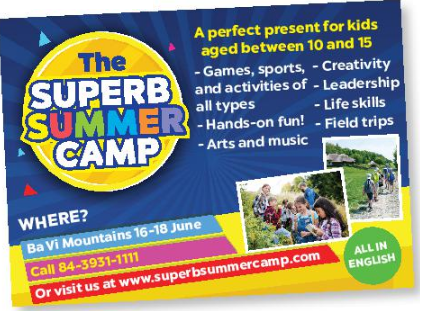 The
SUPERB
SUMMER
CAMP
A perfect present for kids
aged between 10 and 15
- Games, sports,
and activities of
all types
- Hands-on fun!
- Arts and music
- Creativity
- Leadership
- Life skills
- Field trips
WHERE?
Ba Vi Mountains 16-18 June
Call 84-3931-1111
Or visit us at www.superbsummercamp.com
ALL IN
ENGLISH